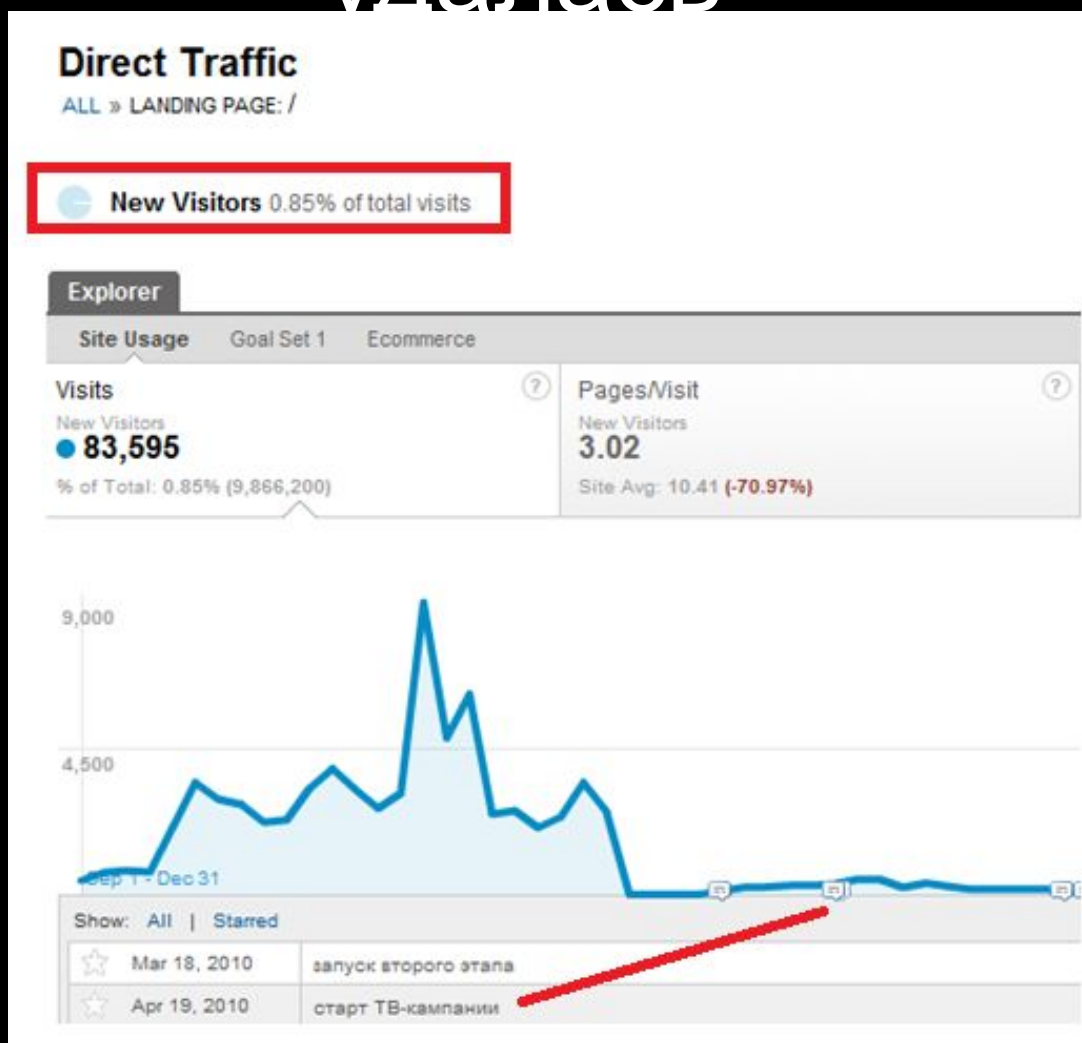 удалась
Direct Traffic
ALL » LANDING PAGE: /
New Visitors 0.85% of total visits
Explorer
Site Usage Goal Set 1 Ecommerce
Visits
New Visitors
83,595
% of Total: 0.85% (9,866,200)
Pages/Visit
New Visitors
3.02
Site Avg: 10.41 (-70.97%)
9,000
4,500
Sep 1 - Dec 31
Show: All | Starred
Mar 18, 2010 запуск второго этапа
Apr 19, 2010 старт ТВ-кампании